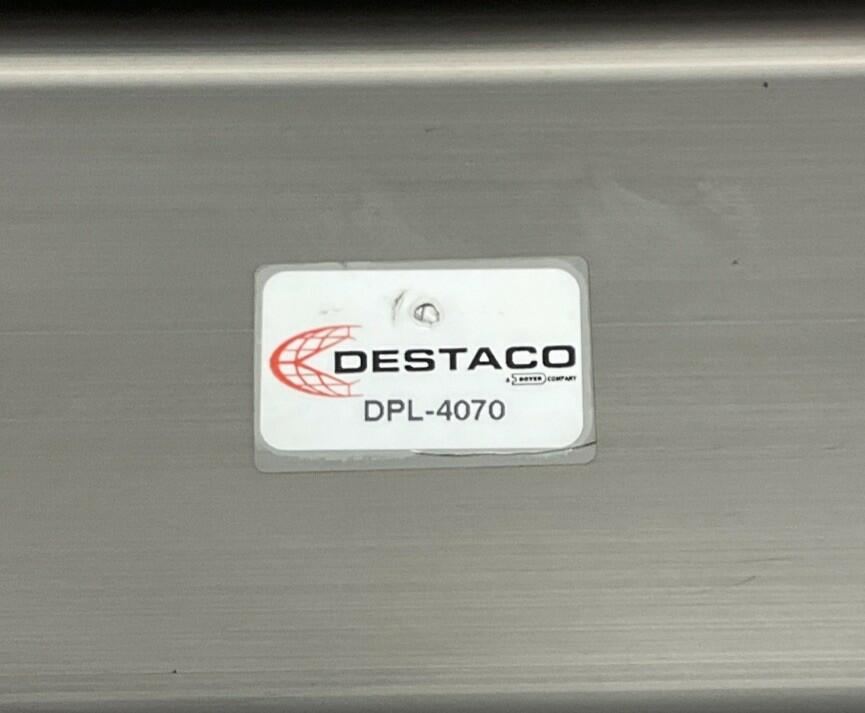 DESTACO
A DOVER COMPANY
DPL-4070